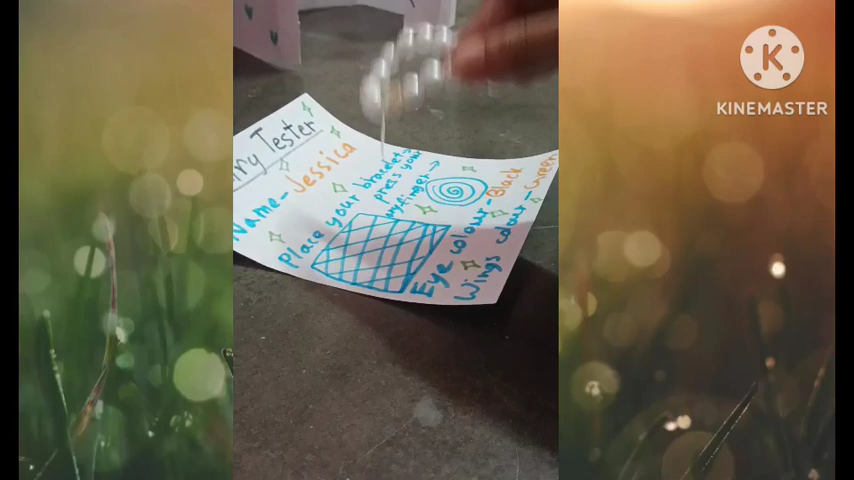 ry Tester
Name- Jessica
Place your bracelet→
press your
finger→
Eye colour - Black
Wings colour - Green
K
KINEMASTER